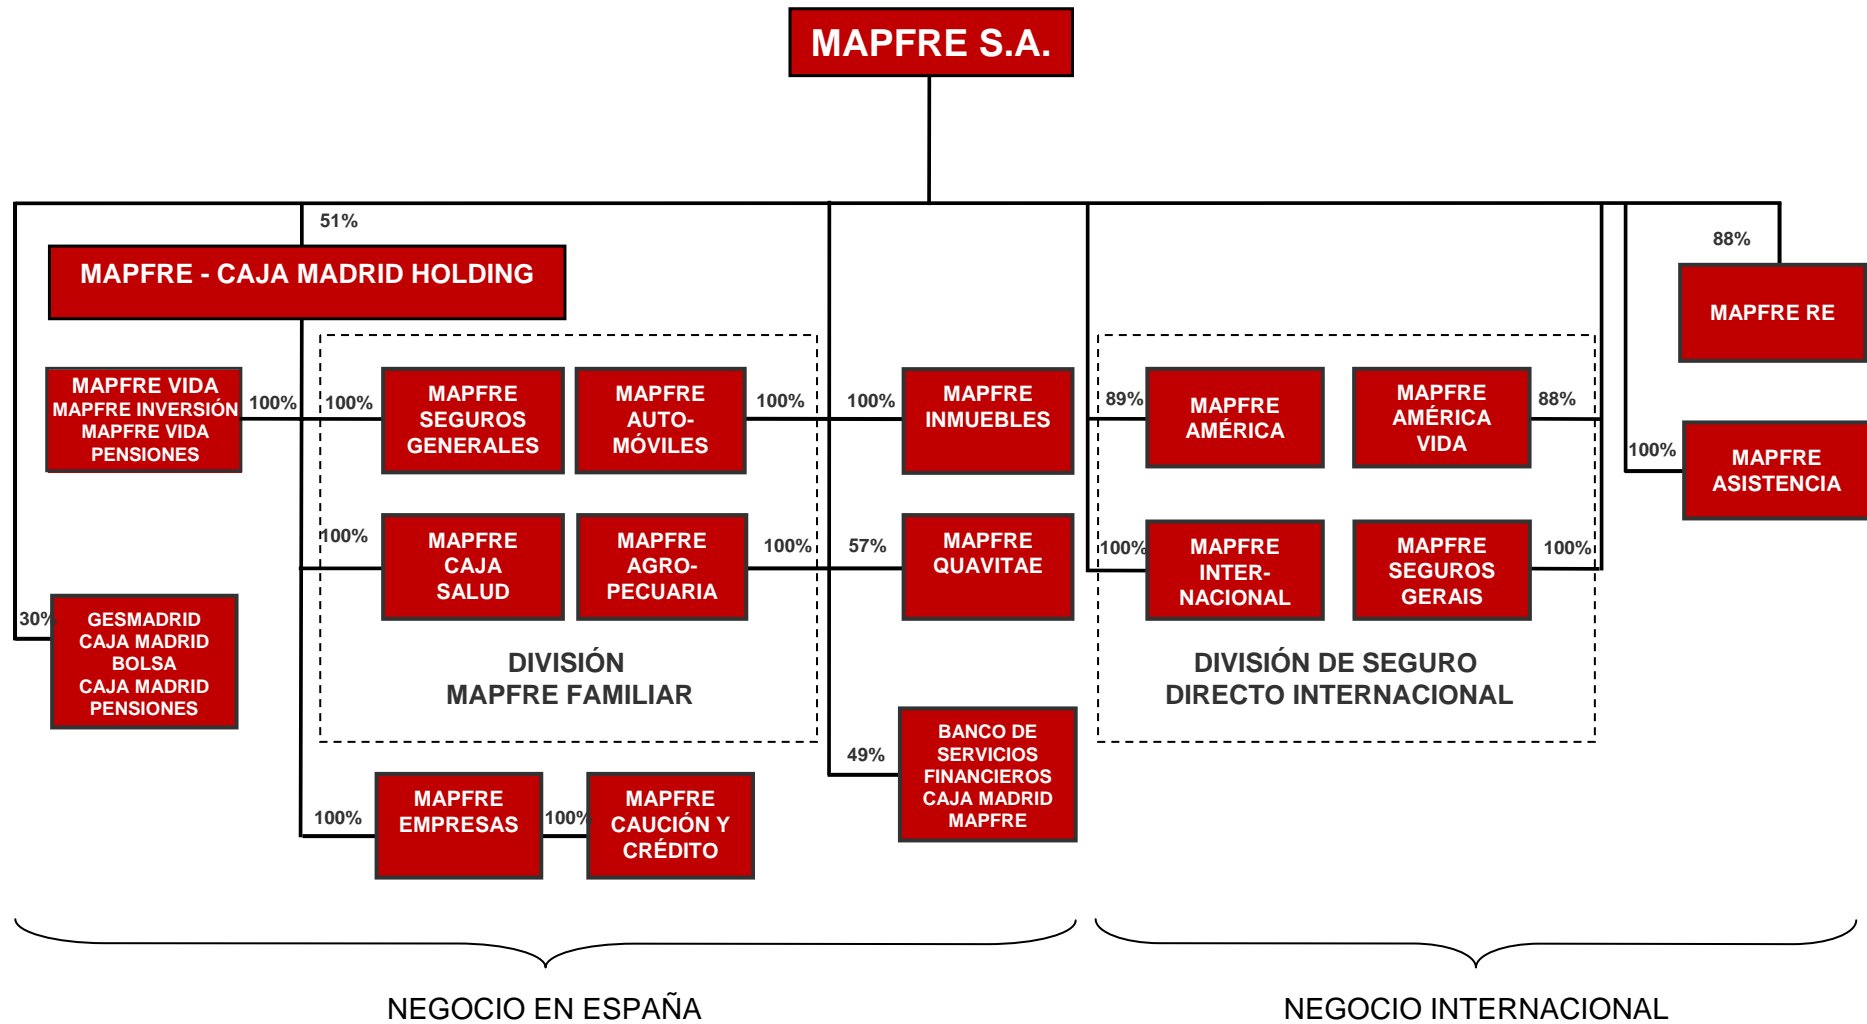 MAPFRE S.A.
51%
MAPFRE - CAJA MADRID HOLDING
88%
MAPFRE RE
MAPFRE VIDA
MAPFRE INVERSIÓN
MAPFRE VIDA
PENSIONES
100%
100%
MAPFRE
SEGUROS
GENERALES
MAPFRE
AUTO-
MÓVILES
100%
100%
MAPFRE
INMUEBLES
89%
MAPFRE
AMÉRICA
MAPFRE
AMÉRICA
VIDA
88%
100%
MAPFRE
ASISTENCIA
100%
MAPFRE
CAJA
SALUD
MAPFRE
AGRO-
PECUARIA
100%
57%
MAPFRE
QUAVITAE
100%
MAPFRE
INTER-
NACIONAL
MAPFRE
SEGUROS
GERAIS
100%
30%
GESMADRID
CAJA MADRID
BOLSA
CAJA MADRID
PENSIONES
DIVISIÓN
MAPFRE FAMILIAR
DIVISIÓN DE SEGURO
DIRECTO INTERNACIONAL
49%
BANCO DE
SERVICIOS
FINANCIEROS
CAJA MADRID
MAPFRE
100%
MAPFRE
EMPRESAS
100%
MAPFRE
CAUCIÓN Y
CRÉDITO
NEGOCIO EN ESPAÑA
NEGOCIO INTERNACIONAL